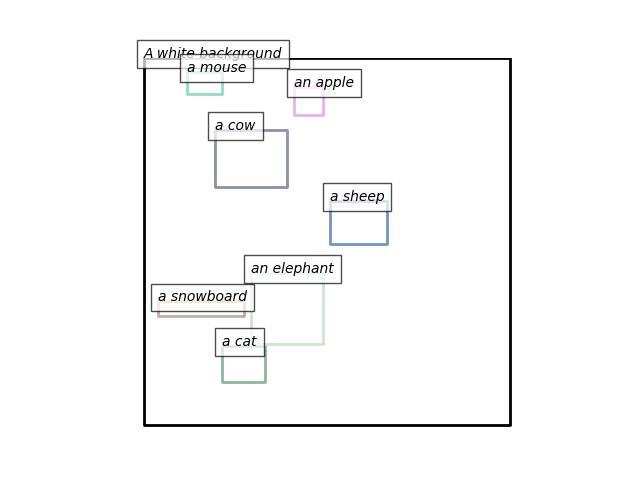 A white background
a mouse
an apple
a cow
a sheep
an elephant
a snowboard
a cat